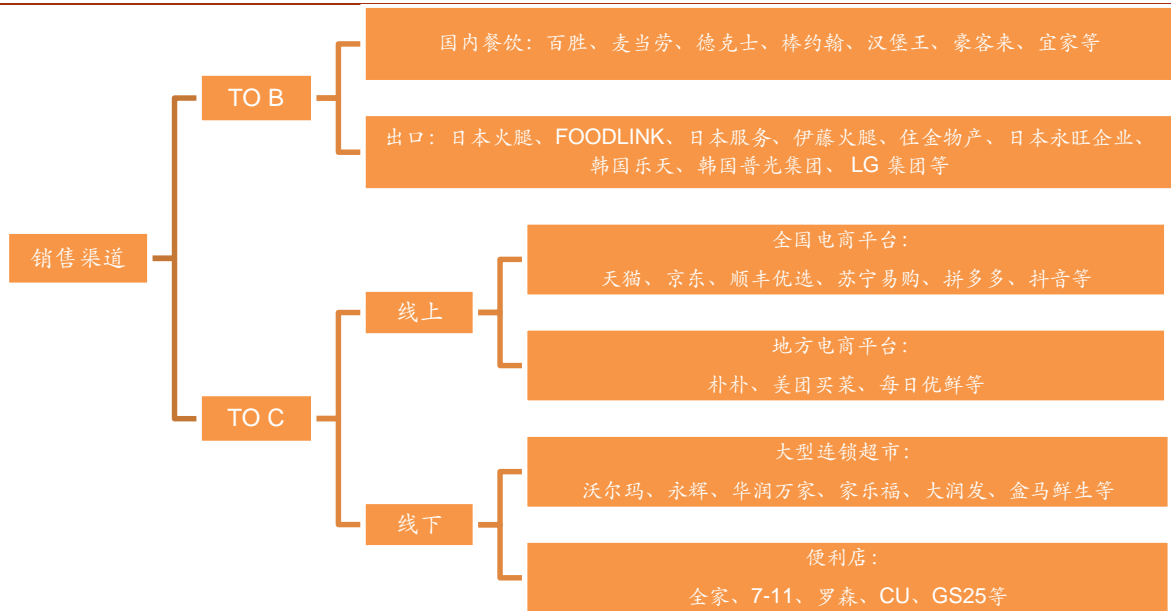 国内餐饮：百胜、麦当劳、德克士、棒约翰、汉堡王、豪客来、宜家等
TO B
出口：日本火腿、FOODLINK、日本服务、伊藤火腿、住金物产、日本永旺企业、
韩国乐天、韩国普光集团、 LG 集团等
销售渠道
全国电商平台：
天猫、京东、顺丰优选、苏宁易购、拼多多、抖音等
线上
地方电商平台：
朴朴、美团买菜、每日优鲜等
TO C
大型连锁超市：
沃尔玛、永辉、华润万家、家乐福、大润发、盒马鲜生等
线下
便利店：
全家、7-11、罗森、CU、GS25等